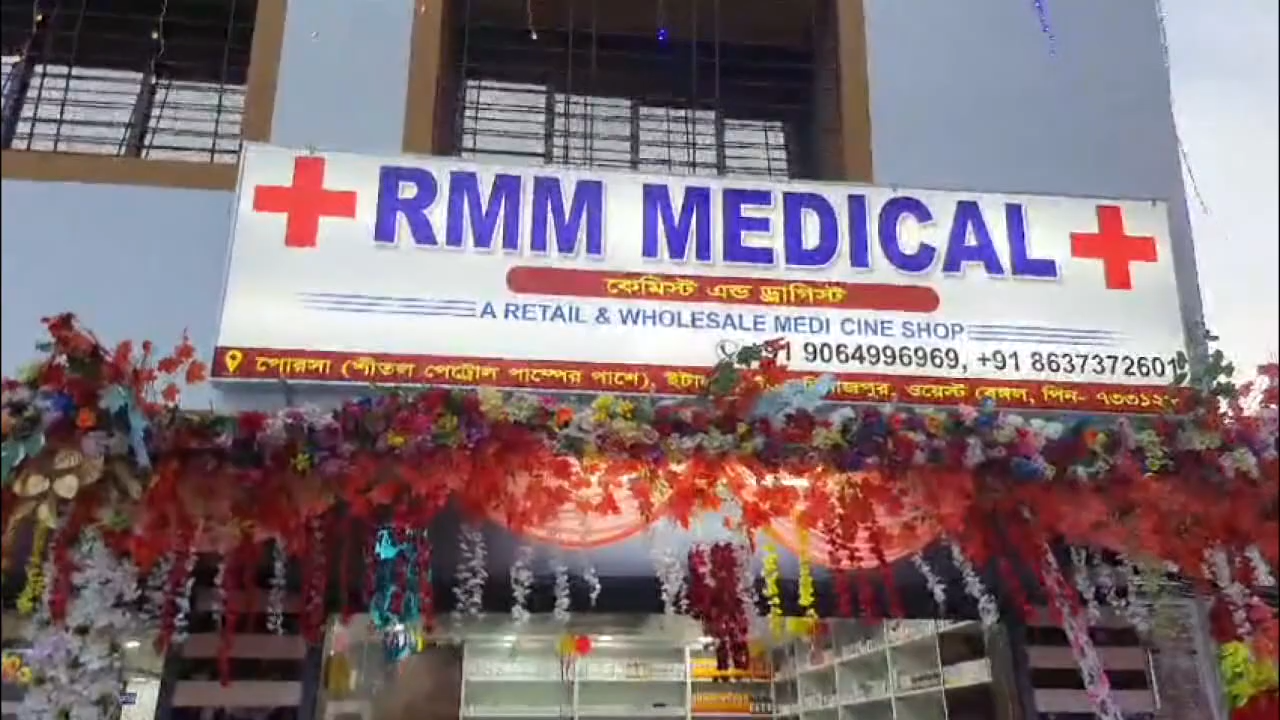 RMM MEDICAL
কেমিস্ট এন্ড ড্রাগিস্ট
A RETAIL & WHOLESALE MEDI CINE SHOP
9064996969, +91 8637372601
পোরসা (শীতল পেট্রোল পাম্পের পাশে), ওয়েস্ট বেঙ্গল, পিন-